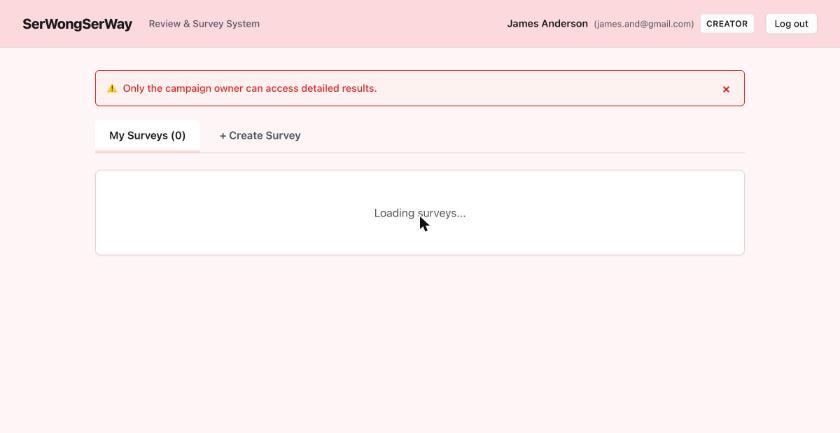 SerWongSerWay Review & Survey System James Anderson (james.and@gmail.com) CREATOR Log out
⚠️ Only the campaign owner can access detailed results. ×
My Surveys (0) + Create Survey
Loading surveys...